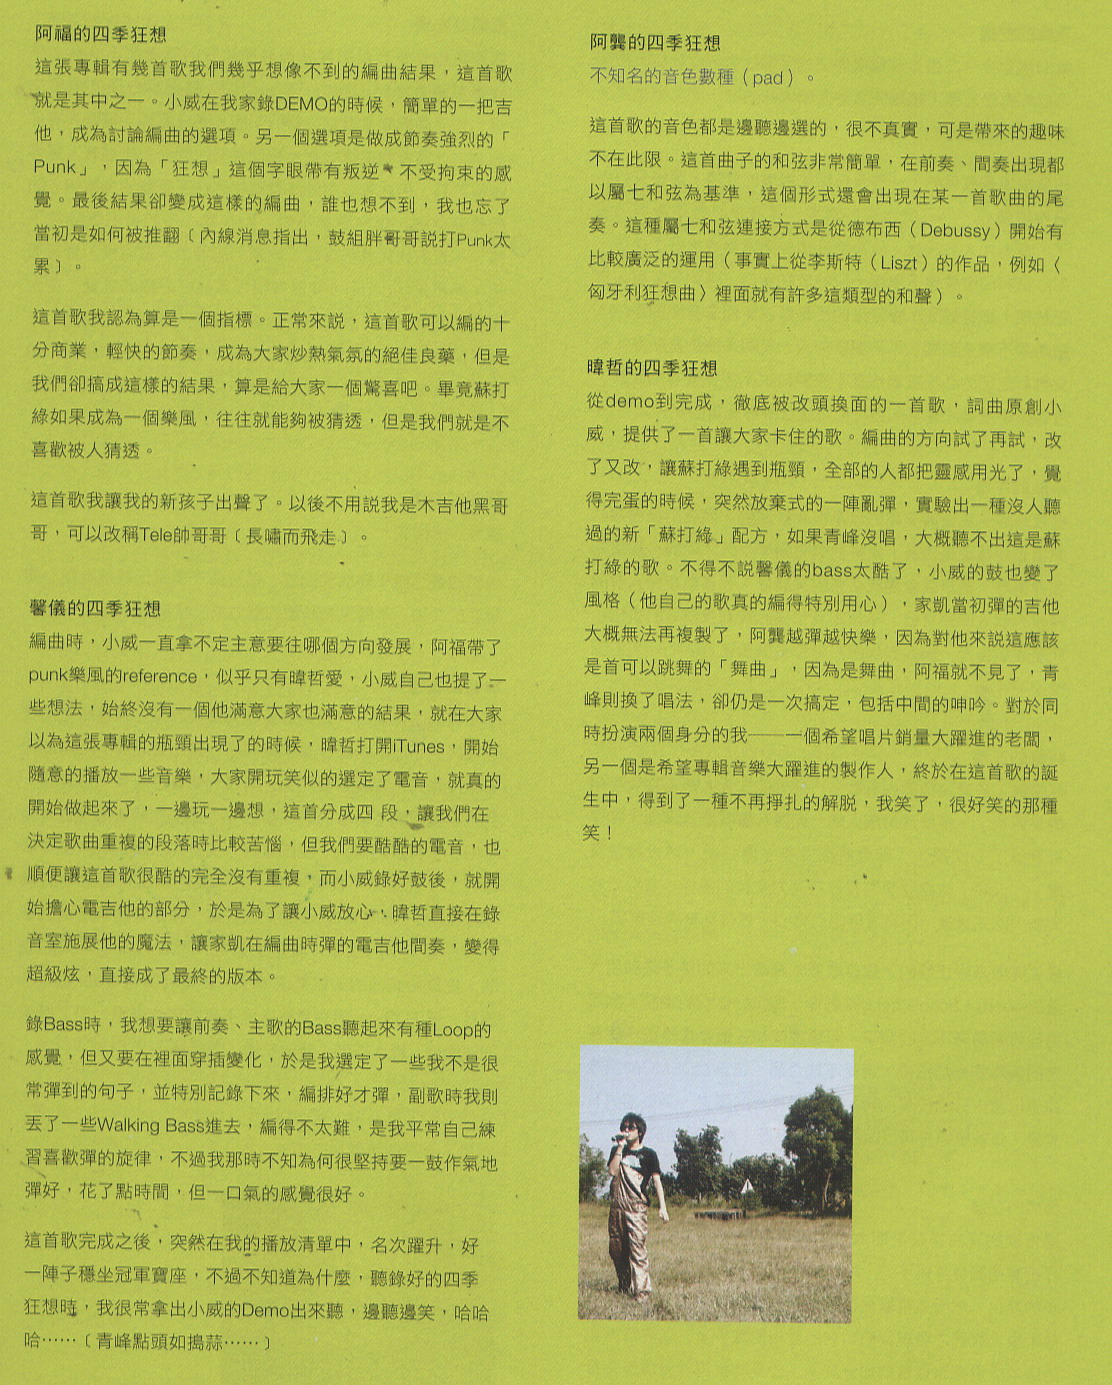 阿福的四季狂想
這張專輯有幾首歌我們幾乎想像不到的編曲結果，這首歌
就是其中之一。小威在我家錄DEMO的時候，簡單的一把吉
他，成為討論編曲的選項。另一個選項是做成節奏強烈的「
Punk」，因為「狂想」這個字眼帶有叛逆、不受拘束的感
覺。最後結果卻變成這樣的編曲，誰也想不到，我也忘了
當初是如何被推翻〔內線消息指出，鼓組胖哥哥說打Punk太
累〕。
這首歌我認為算是一個指標。正常來說，這首歌可以編的十
分商業，輕快的節奏，成為大家炒熱氣氛的絕佳良藥，但是
我們卻搞成這樣的結果，算是給大家一個驚喜吧。畢竟蘇打
綠如果成為一個樂風，往往就能夠被猜透，但是我們就是不
喜歡被人猜透。
這首歌我讓我的新孩子出聲了。以後不用說我是木吉他黑哥
哥，可以改稱Tele帥哥哥〔長嘯而飛走〕。
馨儀的四季狂想
編曲時，小威一直拿不定主意要往哪個方向發展，阿福帶了
punk樂風的reference，似乎只有暐哲愛，小威自己也提了一
些想法，始終沒有一個他滿意大家也滿意的結果，就在大家
以為這張專輯的瓶頸出現了的時候，暐哲打開iTunes，開始
隨意的播放一些音樂，大家開玩笑似的選定了電音，就真的
開始做起來了，一邊玩一邊想，這首分成四 段，讓我們在
決定歌曲重複的段落時比較苦惱，但我們要酷酷的電音，也
順便讓這首歌很酷的完全沒有重複，而小威錄好鼓後，就開
始擔心電吉他的部分，於是為了讓小威放心，暐哲直接在錄
音室施展他的魔法，讓家凱在編曲時彈的電吉他間奏，變得
超級炫，直接成了最終的版本。
錄Bass時，我想要讓前奏、主歌的Bass聽起來有種Loop的
感覺，但又要在裡面穿插變化，於是我選定了一些我不是很
常彈到的句子，並特別記錄下來，編排好才彈，副歌時我則
丟了一些Walking Bass進去，編得不太難，是我平常自己練
習喜歡彈的旋律，不過我那時不知為何很堅持要一鼓作氣地
彈好，花了點時間，但一口氣的感覺很好。
這首歌完成之後，突然在我的播放清單中，名次躍升，好
一陣子穩坐冠軍寶座，不過不知道為什麼，聽錄好的四季
狂想時，我很常拿出小威的Demo出來聽，邊聽邊笑，哈哈
哈……〔青峰點頭如搗蒜……〕
阿龔的四季狂想
不知名的音色數種（pad）。
這首歌的音色都是邊聽邊選的，很不真實，可是帶來的趣味
不在此限。這首曲子的和弦非常簡單，在前奏、間奏出現都
以屬七和弦為基準，這個形式還會出現在某一首歌曲的尾
奏。這種屬七和弦連接方式是從德布西（Debussy）開始有
比較廣泛的運用（事實上從李斯特（Liszt）的作品，例如〈
匈牙利狂想曲〉裡面就有許多這類型的和聲）。
暐哲的四季狂想
從demo到完成，徹底被改頭換面的一首歌，詞曲原創小
威，提供了一首讓大家卡住的歌。編曲的方向試了再試，改
了又改，讓蘇打綠遇到瓶頸，全部的人都把靈感用光了，覺
得完蛋的時候，突然放棄式的一陣亂彈，實驗出一種沒人聽
過的新「蘇打綠」配方，如果青峰沒唱，大概聽不出這是蘇
打綠的歌。不得不說馨儀的bass太酷了，小威的鼓也變了
風格（他自己的歌真的編得特別用心），家凱當初彈的吉他
大概無法再複製了，阿龔越彈越快樂，因為對他來說這應該
是首可以跳舞的「舞曲」，因為是舞曲，阿福就不見了，青
峰則換了唱法，卻仍是一次搞定，包括中間的呻吟。對於同
時扮演兩個身分的我──一個希望唱片銷量大躍進的老闆，
另一個是希望專輯音樂大躍進的製作人，終於在這首歌的誕
生中，得到了一種不再掙扎的解脫，我笑了，很好笑的那種
笑！